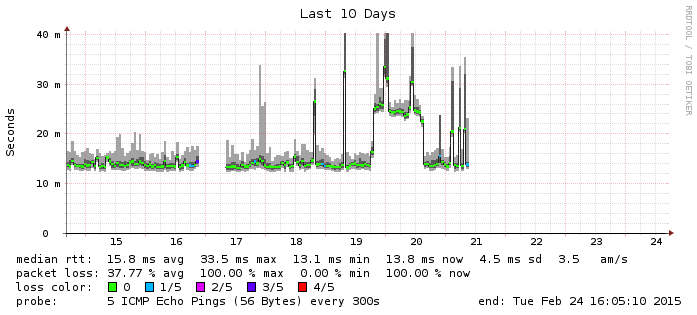 Last 10 Days
RRDTOOL / TOBI OETIKER
Seconds
40 m
30 m
20 m
10 m
0
15 16 17 18 19 20 21 22 23 24
median rtt: 15.8 ms avg 33.5 ms max 13.1 ms min 13.8 ms now 4.5 ms sd 3.5 am/s
packet loss: 37.77 % avg 100.00 % max 0.00 % min 100.00 % now
loss color: 0 1/5 2/5 3/5 4/5
probe: 5 ICMP Echo Pings (56 Bytes) every 300s end: Tue Feb 24 16:05:10 2015